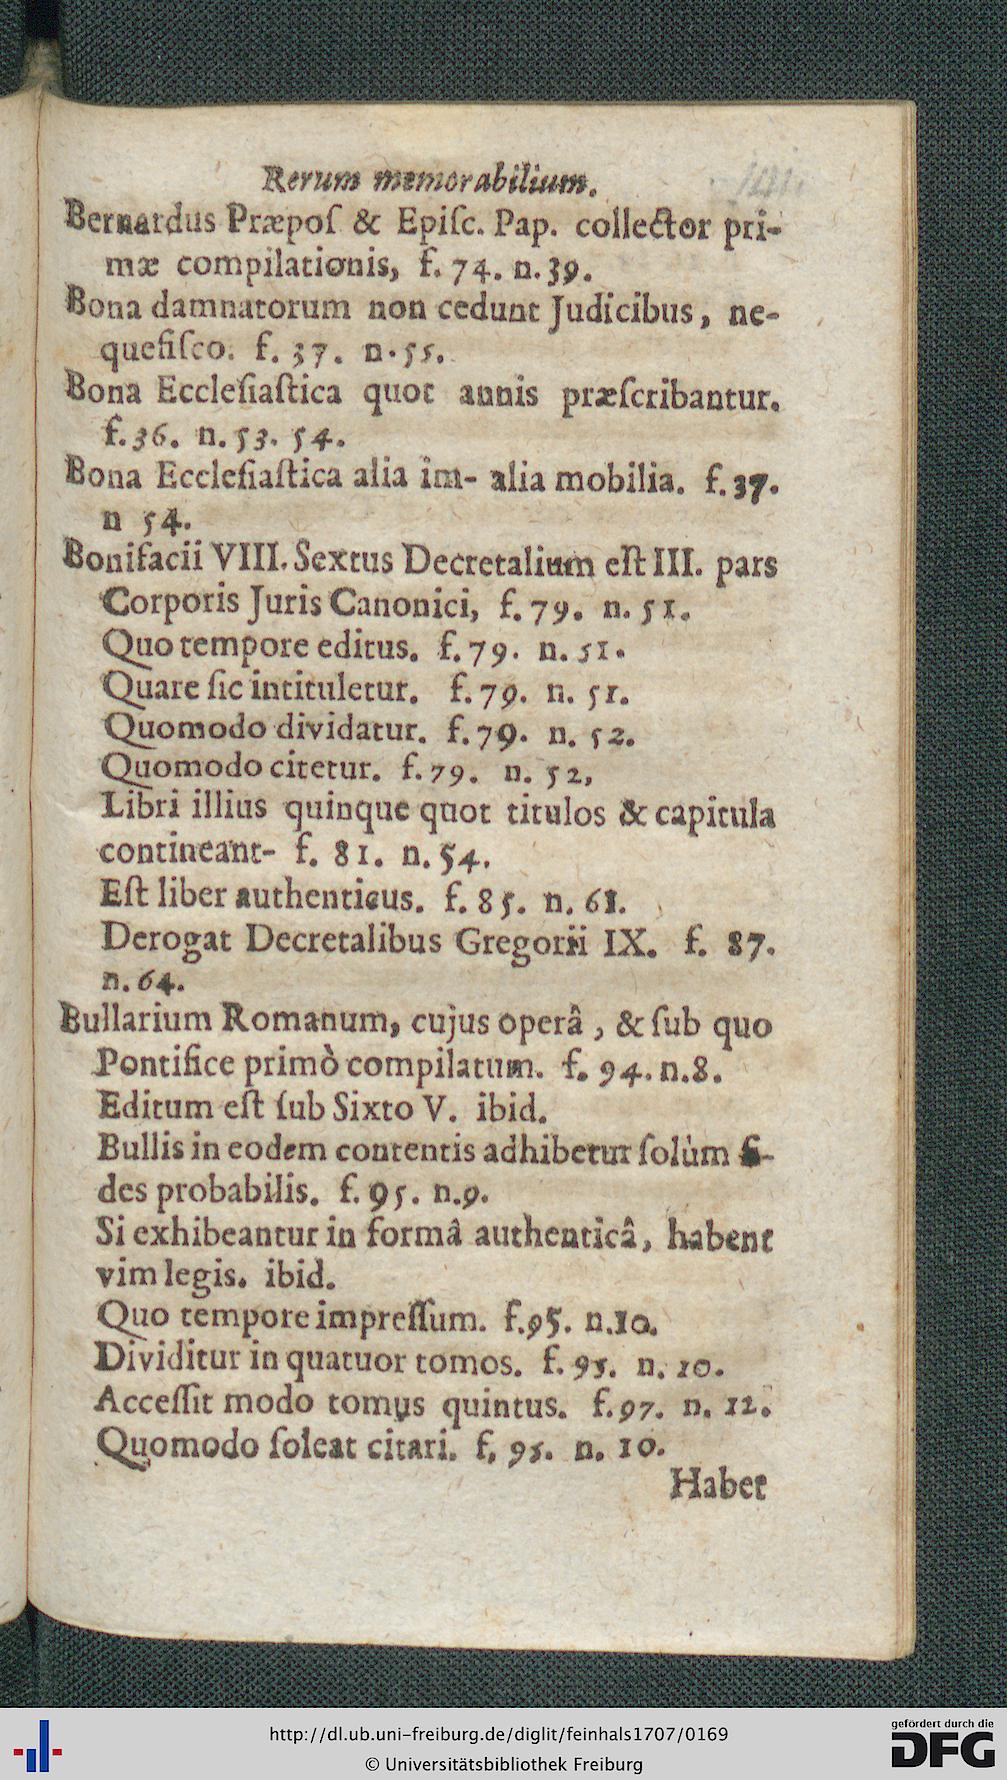 Rerum memorabilium.
Bernardus Præpoſ & Epiſc. Pap. collector pri-
mæ compilationis, f. 74. n. 39.
Bona damnatorum non cedunt Judicibus, ne-
quefiſco. f. 37. n. 55.
Bona Eccleſiaſtica quot annis præſcribantur.
f. 36. n. 53. 54.
Bona Eccleſiaſtica alia im- alia mobilia. f. 37.
n 54.
Bonifacii VIII. Sextus Decretalium eſt III. pars
Corporis Juris Canonici, f. 79. n. 51.
Quo tempore editus. f. 79. n. 51.
Quare ſic intituletur. f. 79. n. 51.
Quomodo dividatur. f. 79. n. 52.
Quomodo citetur. f. 79. n. 52,
Libri illius quinque quot titulos & capitula
contineant- f. 81. n. 54.
Eſt liber authenticus. f. 85. n. 61.
Derogat Decretalibus Gregorii IX. f. 87.
n. 64.
Bullarium Romanum, cujus operâ, & ſub quo
Pontifice primò compilatum. f. 94. n. 8.
Editum eſt ſub Sixto V. ibid.
Bullis in eodem contentis adhibetur ſolùm fi-
des probabilis. f. 95. n. 9.
Si exhibeantur in formâ authenticâ, habent
vim legis. ibid.
Quo tempore impreſſum. f. 95. n. 10.
Dividitur in quatuor tomos. f. 95. n. 10.
Acceſſit modo tomus quintus. f. 97. n. 12.
Quomodo ſoleat citari. f. 95. n. 10.
Habet
http://dl.ub.uni-freiburg.de/diglit/feinhals1707/0169
© Universitätsbibliothek Freiburg
gefördert durch die
DFG